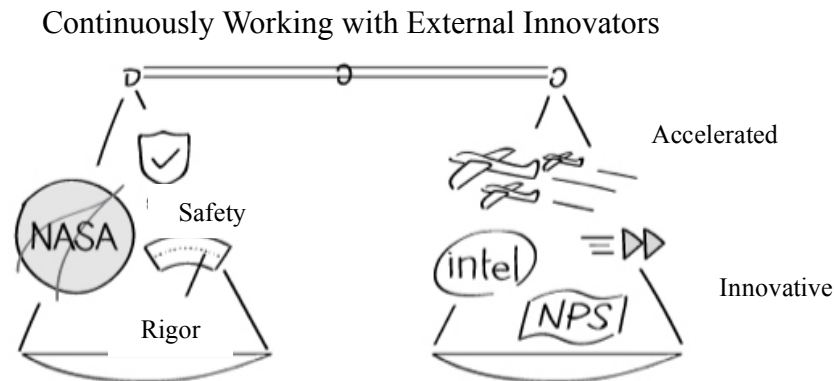 Continuously Working with External Innovators
Accelerated
NASA
Safety
intel
Innovative
NPS
Rigor